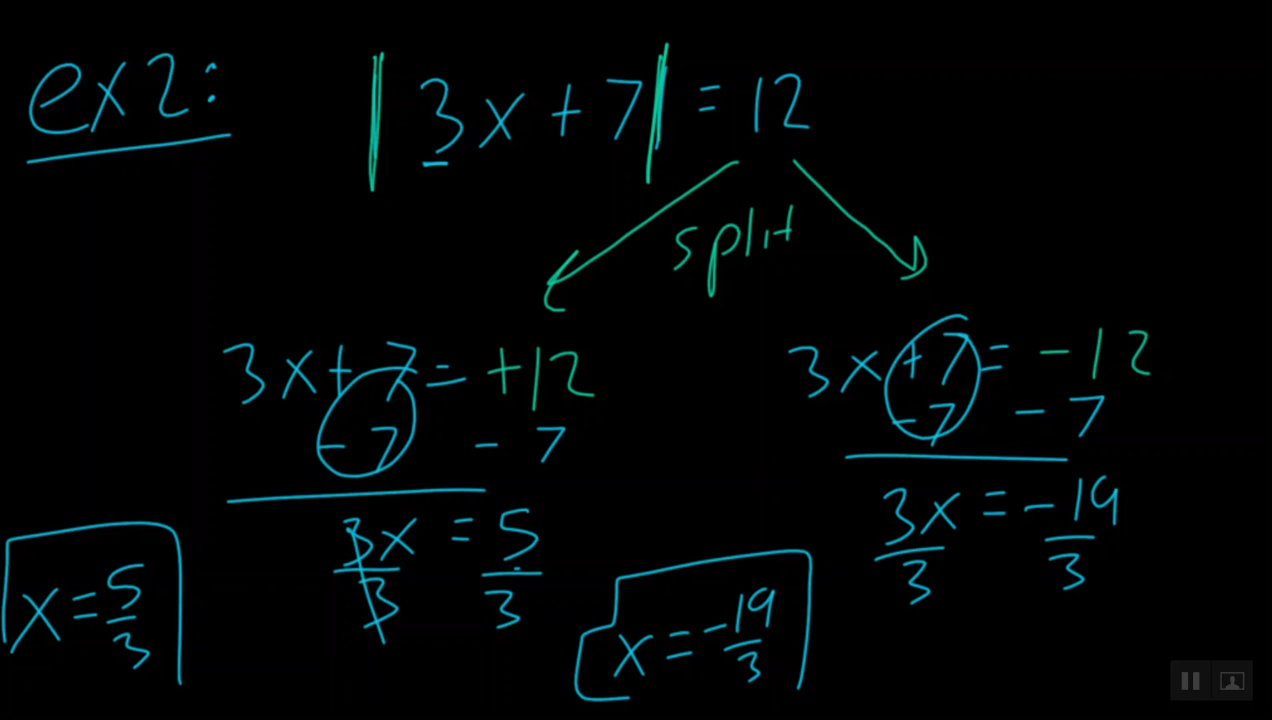 ex2:
|3x+7| = 12
split
3x+7=+12
-7 -7
3x = 5
3 3
x = 5/3
3x+7=-12
-7 -7
3x = -19
3 3
x = -19/3